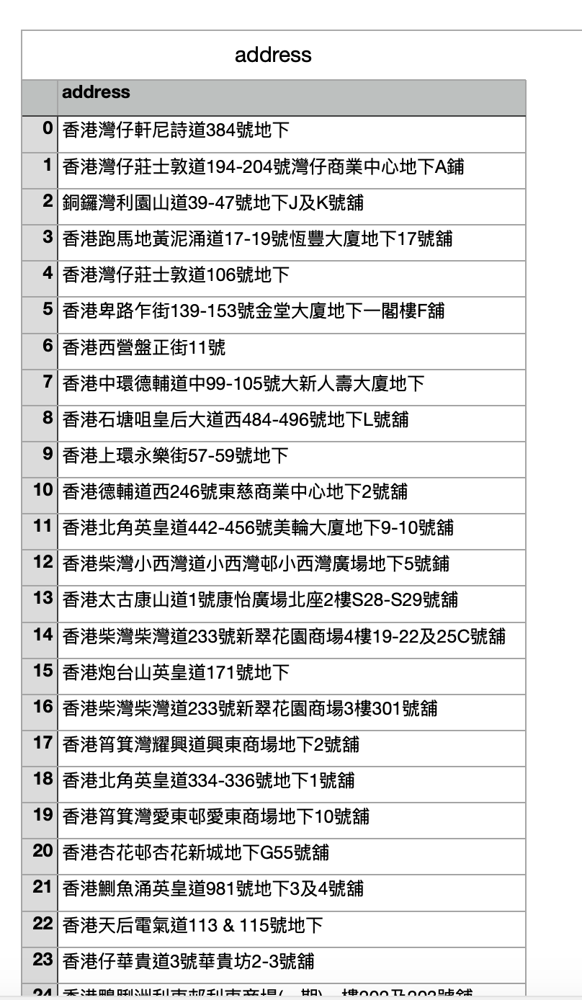 address
address
0 香港灣仔軒尼詩道384號地下
1 香港灣仔莊士敦道194-204號灣仔商業中心地下A鋪
2 銅鑼灣利園山道39-47號地下J及K號舖
3 香港跑馬地黃泥涌道17-19號恆豐大廈地下17號舖
4 香港灣仔莊士敦道106號地下
5 香港卑路乍街139-153號金堂大廈地下一閣樓F舖
6 香港西營盤正街11號
7 香港中環德輔道中99-105號大新人壽大廈地下
8 香港石塘咀皇后大道西484-496號地下L號舖
9 香港上環永樂街57-59號地下
10 香港德輔道西246號東慈商業中心地下2號舖
11 香港北角英皇道442-456號美輪大廈地下9-10號舖
12 香港柴灣小西灣道小西灣邨小西灣廣場地下5號鋪
13 香港太古康山道1號康怡廣場北座2樓S28-S29號舖
14 香港柴灣柴灣道233號新翠花園商場4樓19-22及25C號舖
15 香港炮台山英皇道171號地下
16 香港柴灣柴灣道233號新翠花園商場3樓301號舖
17 香港筲箕灣耀興道興東商場地下2號舖
18 香港北角英皇道334-336號地下1號舖
19 香港筲箕灣愛東邨愛東商場地下10號舖
20 香港杏花邨杏花新城地下G55號舖
21 香港鰂魚涌英皇道981號地下3及4號舖
22 香港天后電氣道113 & 115號地下
23 香港仔華貴道3號華貴坊2-3號舖
24 香港鴨脷洲利東邨利東商場